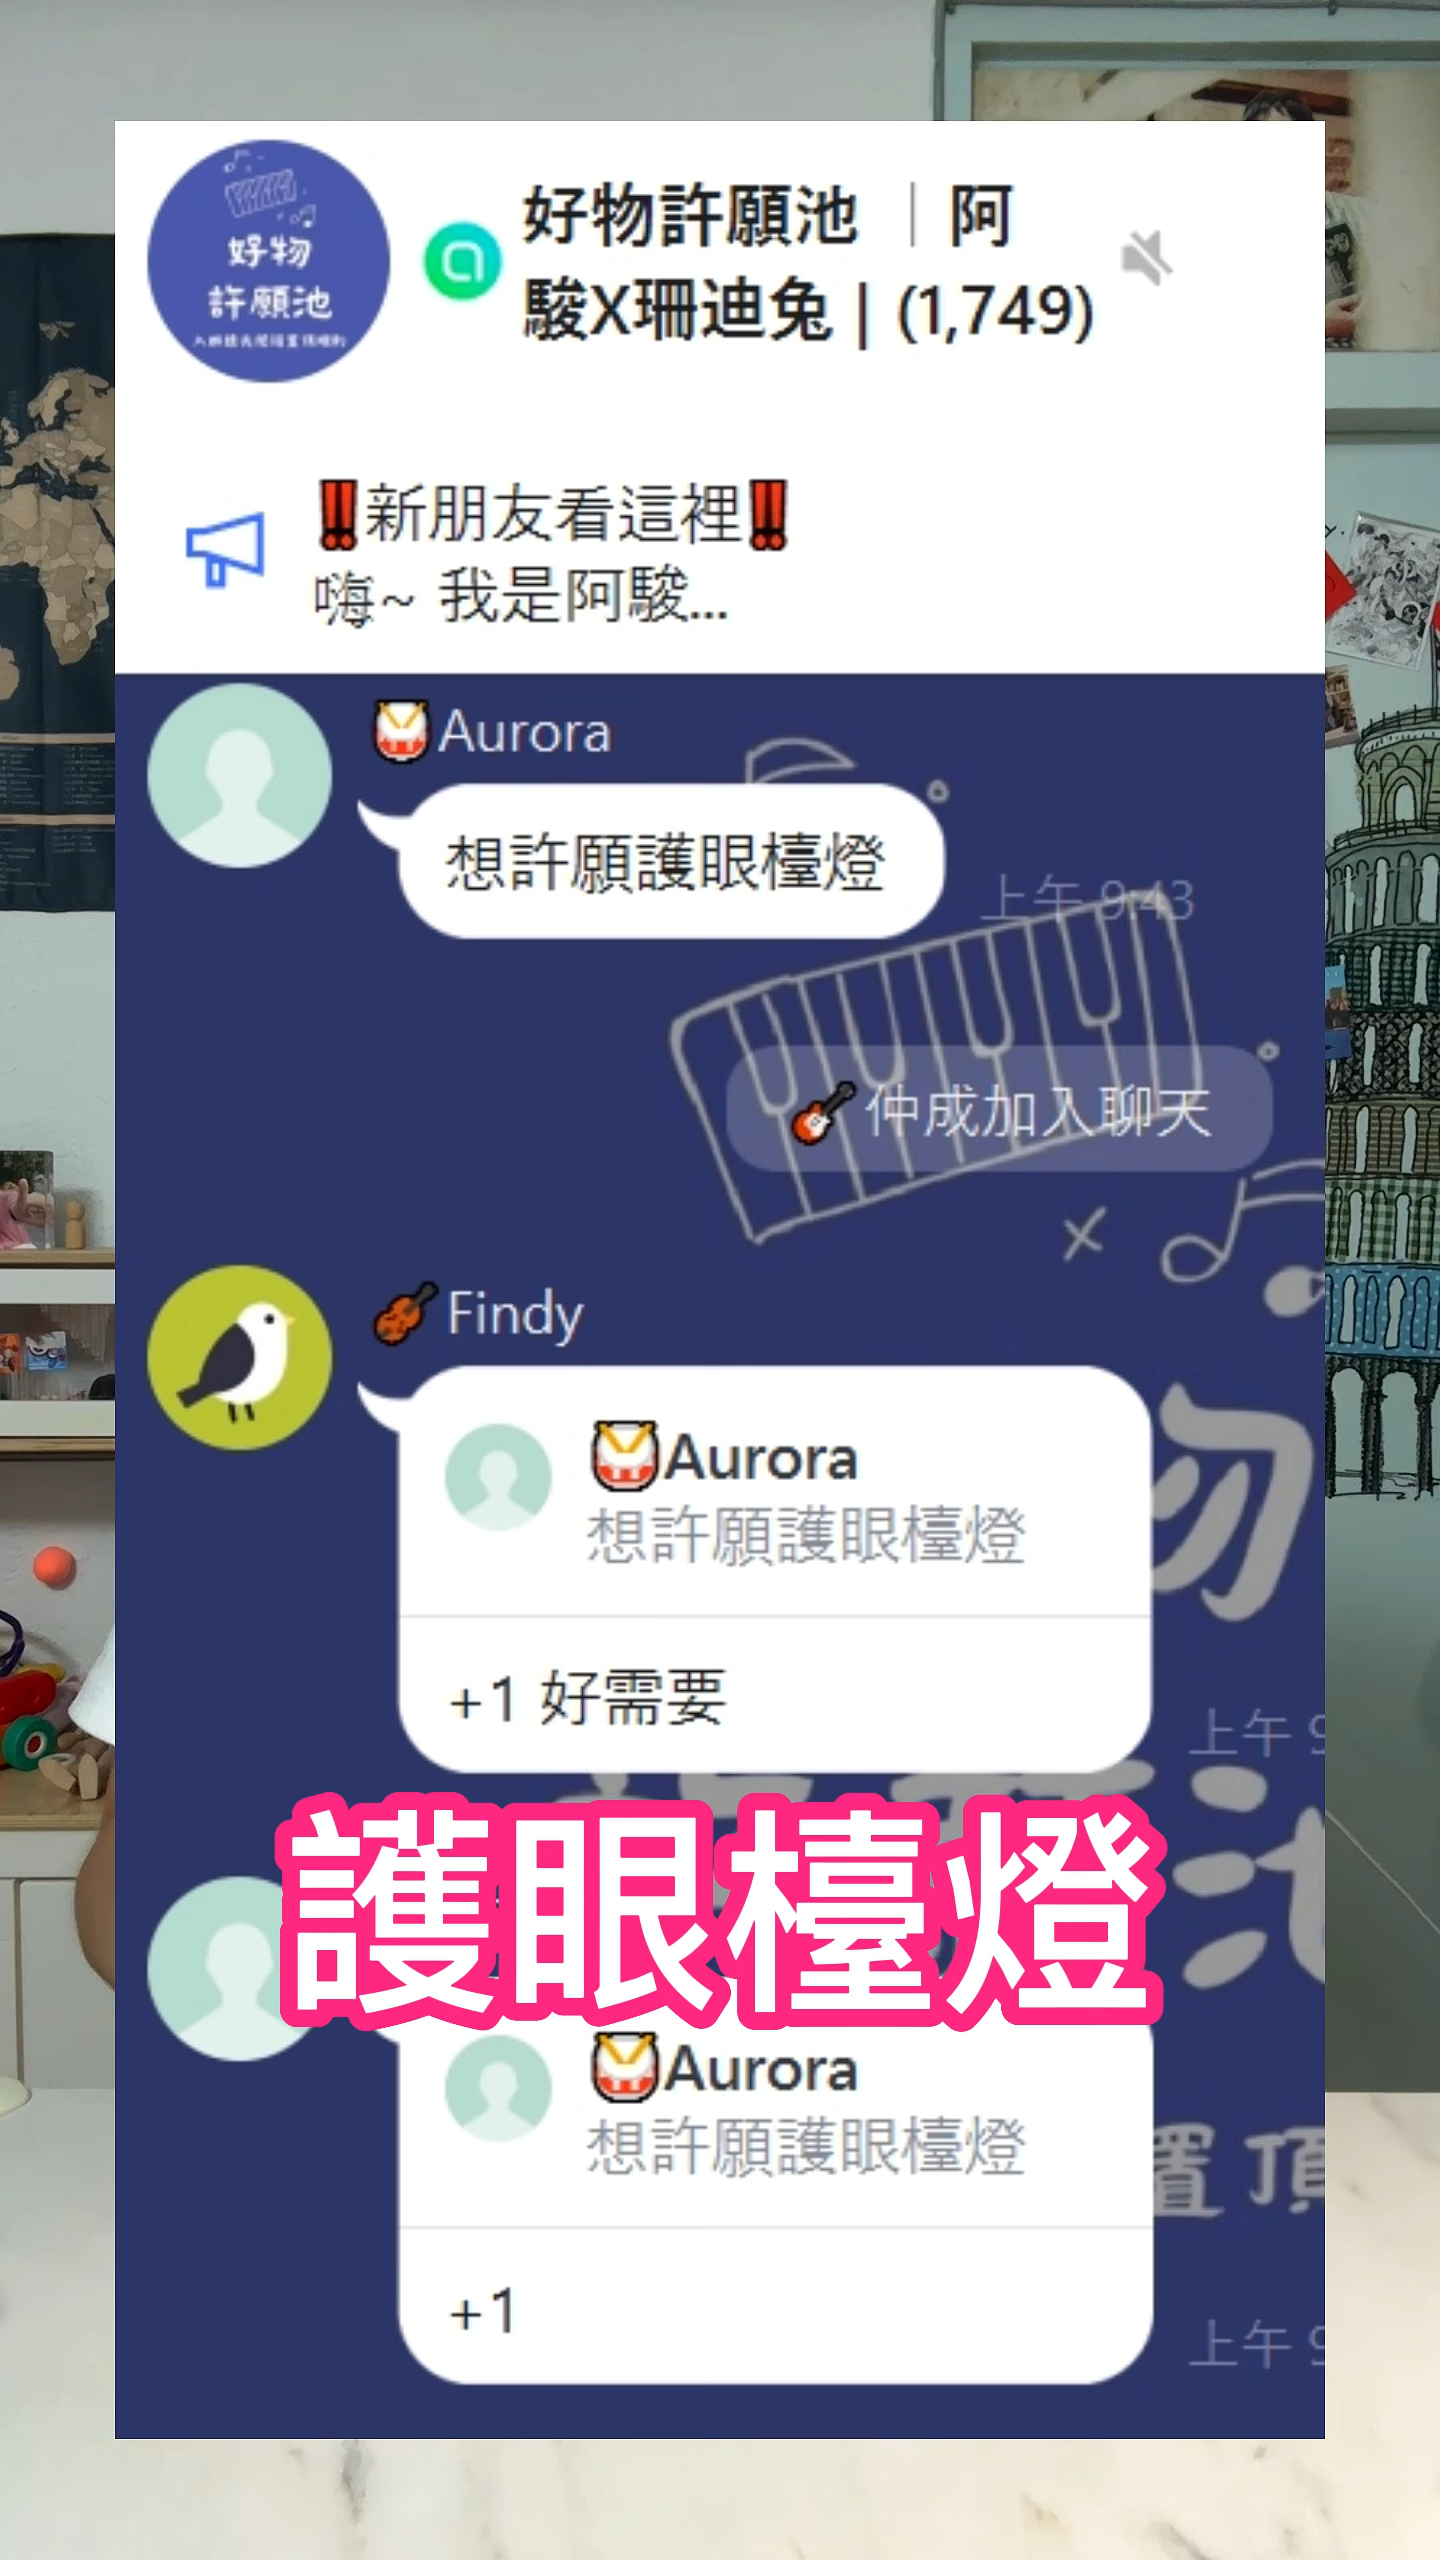 好物
許願池
好物許願池 ｜ 阿
駿X珊迪兔 | (1,749)
‼️新朋友看這裡‼️
嗨~ 我是阿駿...
Aurora
想許願護眼檯燈
上午 9:43
仲成加入聊天
Findy
Aurora
想許願護眼檯燈
+1 好需要
上午 9
護眼檯燈
Aurora
想許願護眼檯燈
置頂
+1
上午 9